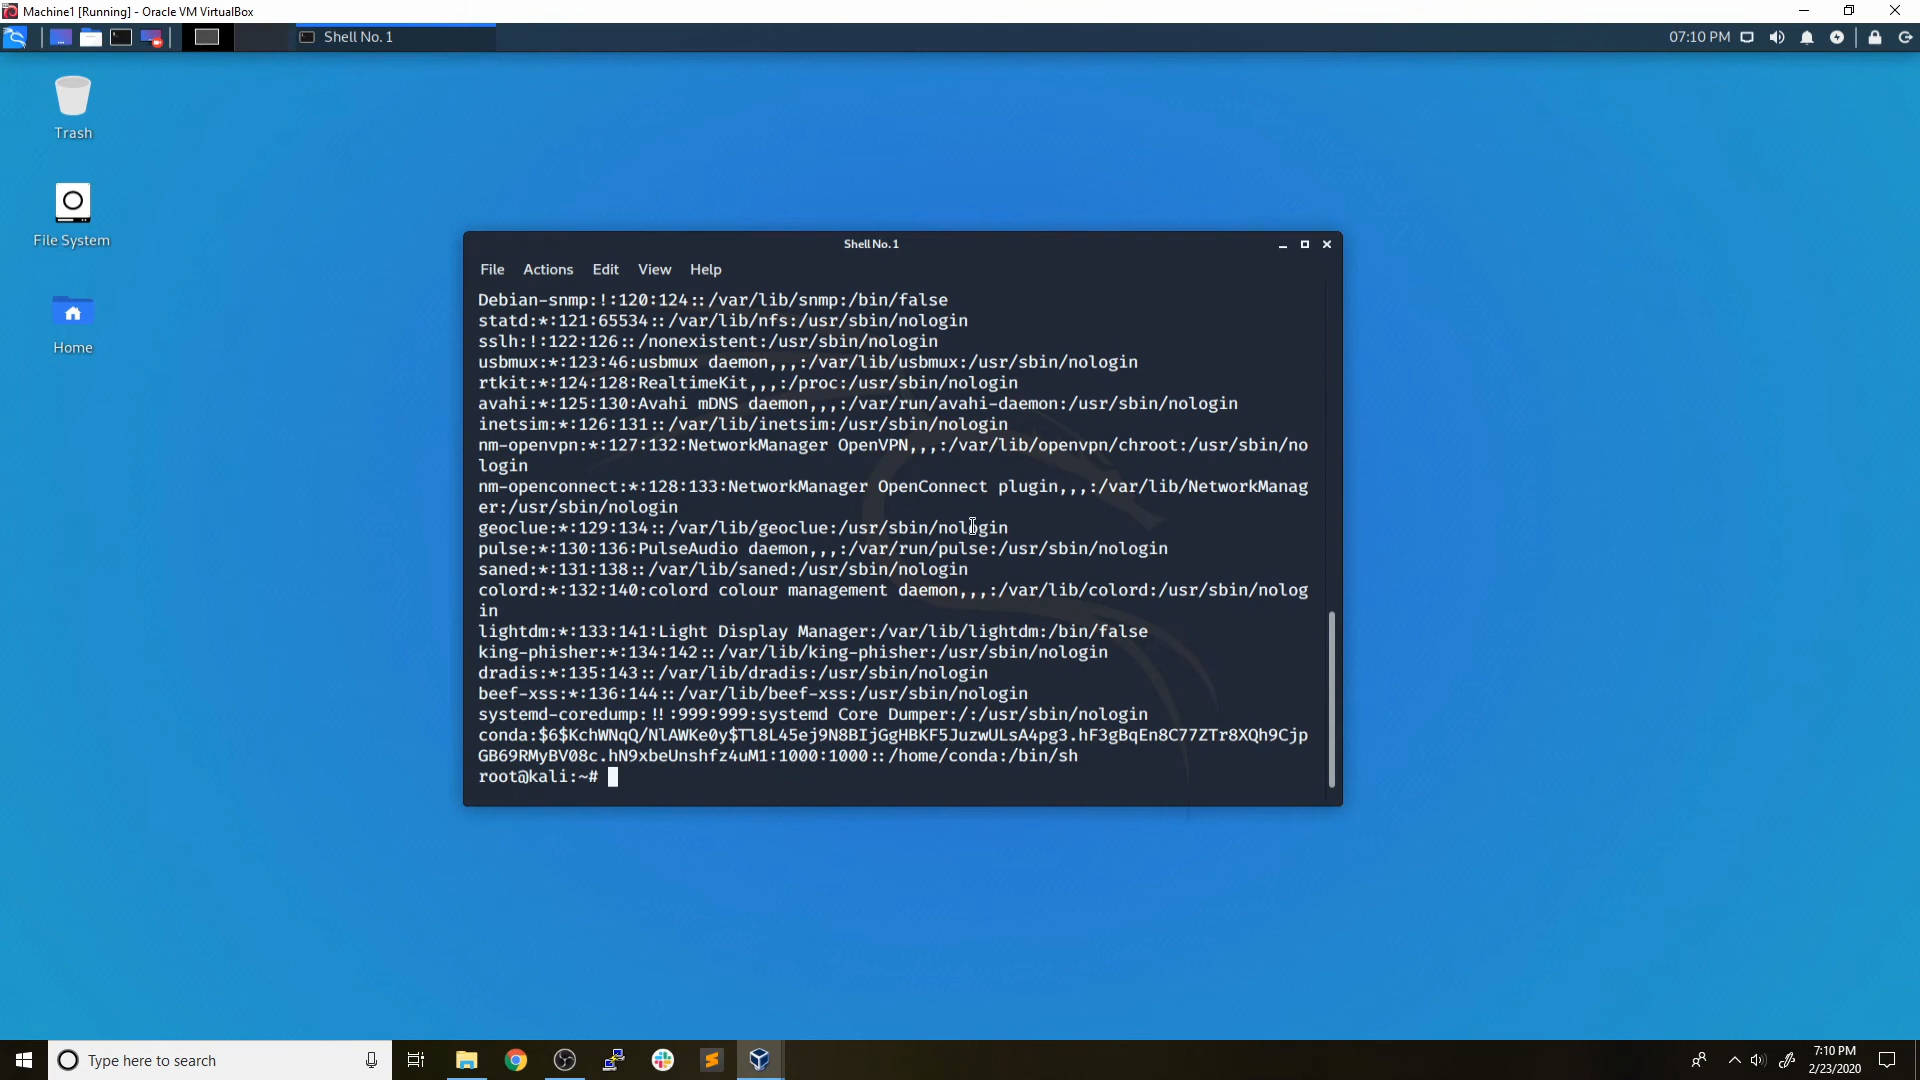 Machine1 [Running] - Oracle VM VirtualBox
Shell No. 1
07:10 PM
Trash
File System
Home
Shell No. 1
File Actions Edit View Help
Debian-snmp:!:120:124::/var/lib/snmp:/bin/false
statd:*:121:65534::/var/lib/nfs:/usr/sbin/nologin
sslh:!:122:126::/nonexistent:/usr/sbin/nologin
usbmux:*:123:46:usbmux daemon,,,:/var/lib/usbmux:/usr/sbin/nologin
rtkit:*:124:128:RealtimeKit,,,:/proc:/usr/sbin/nologin
avahi:*:125:130:Avahi mDNS daemon,,,:/var/run/avahi-daemon:/usr/sbin/nologin
inetsim:*:126:131::/var/lib/inetsim:/usr/sbin/nologin
nm-openvpn:*:127:132:NetworkManager OpenVPN,,,:/var/lib/openvpn/chroot:/usr/sbin/no
login
nm-openconnect:*:128:133:NetworkManager OpenConnect plugin,,,:/var/lib/NetworkManag
er:/usr/sbin/nologin
geoclue:*:129:134::/var/lib/geoclue:/usr/sbin/nologin
pulse:*:130:136:PulseAudio daemon,,,:/var/run/pulse:/usr/sbin/nologin
saned:*:131:138::/var/lib/saned:/usr/sbin/nologin
colord:*:132:140:colord colour management daemon,,,:/var/lib/colord:/usr/sbin/nolog
in
lightdm:*:133:141:Light Display Manager:/var/lib/lightdm:/bin/false
king-phisher:*:134:142::/var/lib/king-phisher:/usr/sbin/nologin
dradis:*:135:143::/var/lib/dradis:/usr/sbin/nologin
beef-xss:*:136:144::/var/lib/beef-xss:/usr/sbin/nologin
systemd-coredump:!!:999:999:systemd Core Dumper:/:/usr/sbin/nologin
conda:$6$KchWNqQ/NlAWKe0y$Tl8L45ej9N8BIjGgHBKF5JuzwULsA4pg3.hF3gBqEn8C77ZTr8XQh9Cjp
GB69RMyBV08c.hN9xbeUnshfz4uM1:1000:1000::/home/conda:/bin/sh
root@kali:~#
Type here to search
7:10 PM
2/23/2020